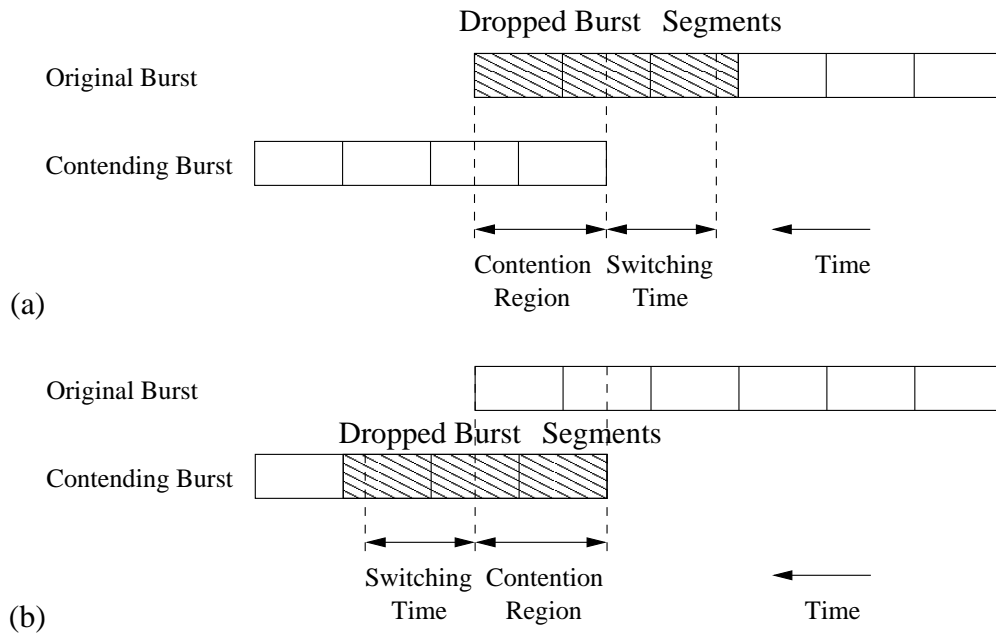 Dropped Burst Segments
Original Burst
Contending Burst
Contention Region
Switching Time
Time
(a)
Original Burst
Dropped Burst Segments
Contending Burst
Switching Time
Contention Region
Time
(b)